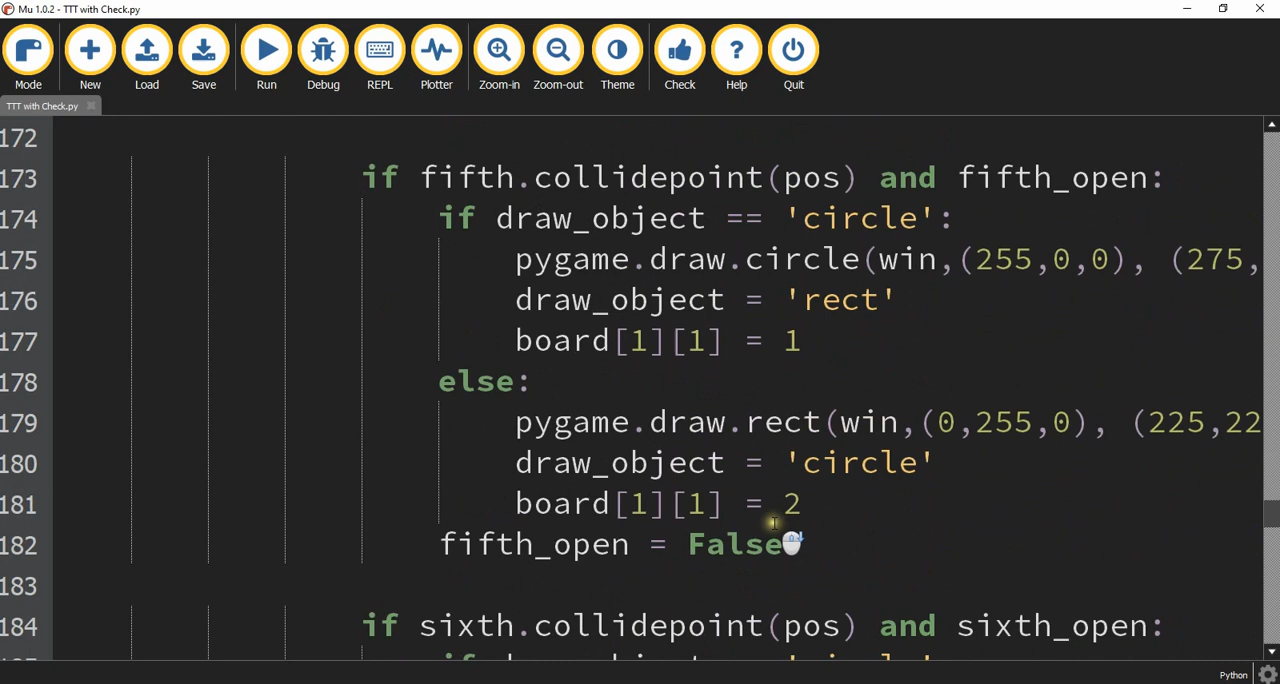 Mu 1.0.2 - TTT with Check.py
Mode New Load Save Run Debug REPL Plotter Zoom-in Zoom-out Theme Check Help Quit
TTT with Check.py
172
173 if fifth.collidepoint(pos) and fifth_open:
174 if draw_object == 'circle':
175 pygame.draw.circle(win,(255,0,0), (275,
176 draw_object = 'rect'
177 board[1][1] = 1
178 else:
179 pygame.draw.rect(win,(0,255,0), (225,22
180 draw_object = 'circle'
181 board[1][1] = 2
182 fifth_open = False
183
184 if sixth.collidepoint(pos) and sixth_open:
Python